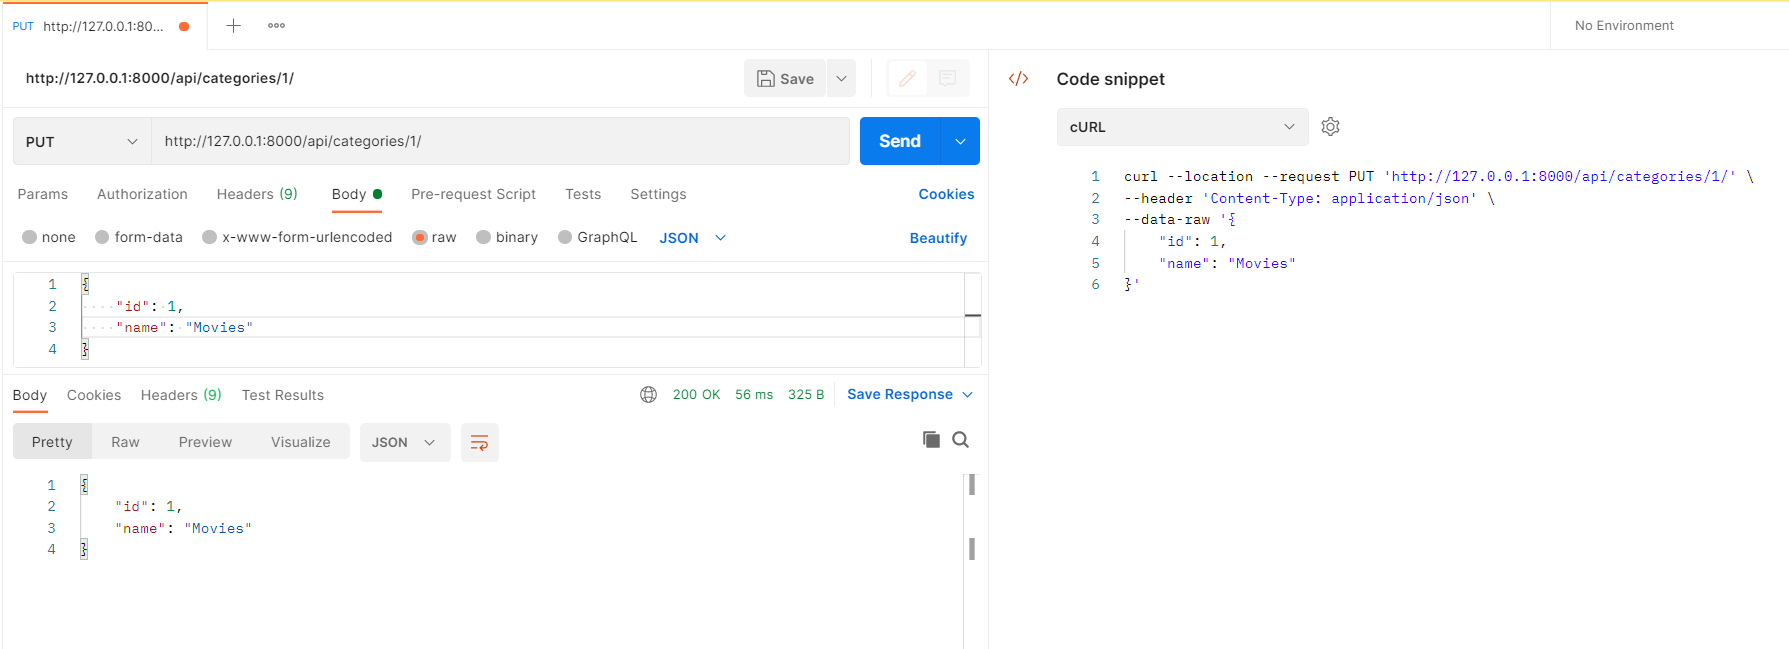 PUT http://127.0.0.1:80... No Environment
http://127.0.0.1:8000/api/categories/1/ Save
PUT http://127.0.0.1:8000/api/categories/1/ Send
Params Authorization Headers (9) Body Pre-request Script Tests Settings Cookies
none form-data x-www-form-urlencoded raw binary GraphQL JSON Beautify
1 {
2 "id": 1,
3 "name": "Movies"
4 }
Body Cookies Headers (9) Test Results 200 OK 56 ms 325 B Save Response
Pretty Raw Preview Visualize JSON
1 {
2 "id": 1,
3 "name": "Movies"
4 }
</> Code snippet
cURL
1 curl --location --request PUT 'http://127.0.0.1:8000/api/categories/1/' \
2 --header 'Content-Type: application/json' \
3 --data-raw '{
4 "id": 1,
5 "name": "Movies"
6 }'